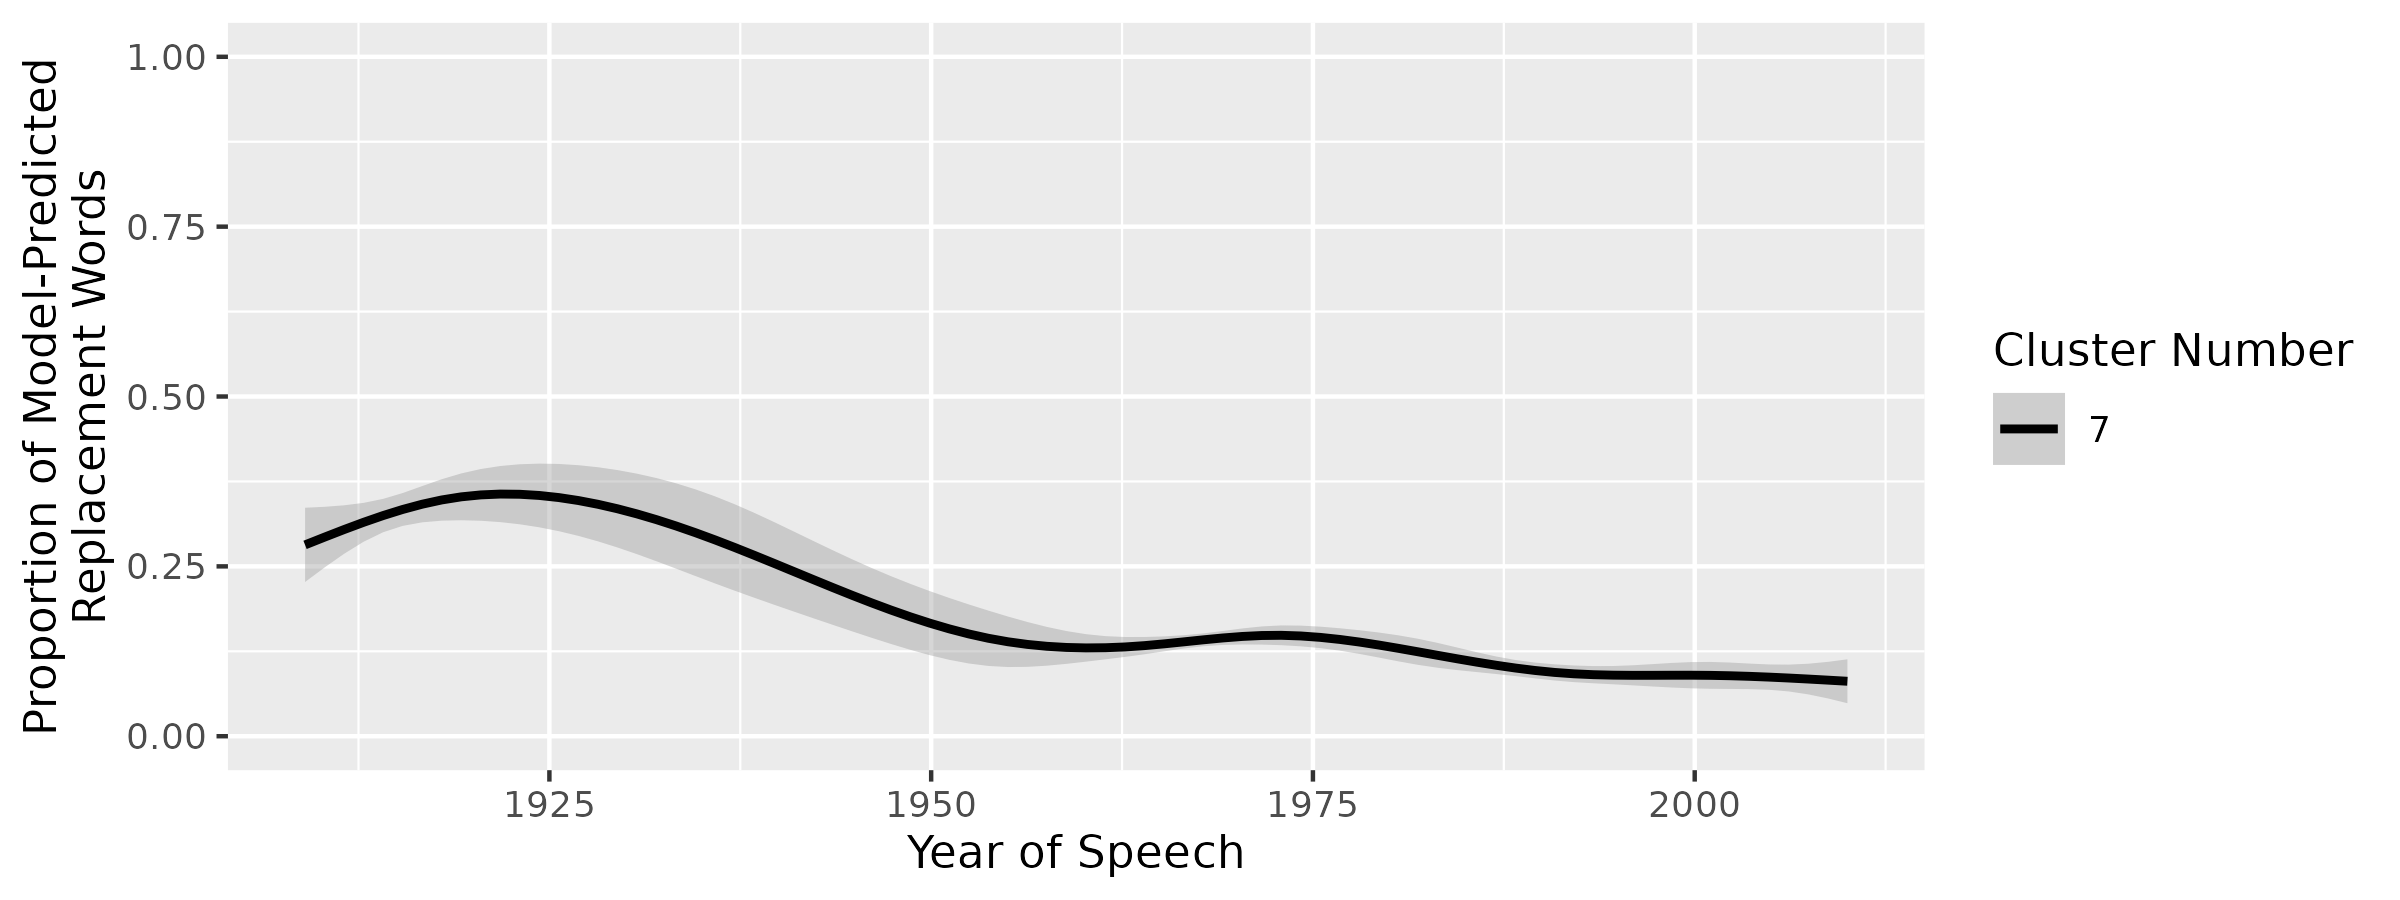 Proportion of Model-Predicted
Replacement Words
1.00
0.75
0.50
0.25
0.00
1925
1950
1975
2000
Year of Speech
Cluster Number
7